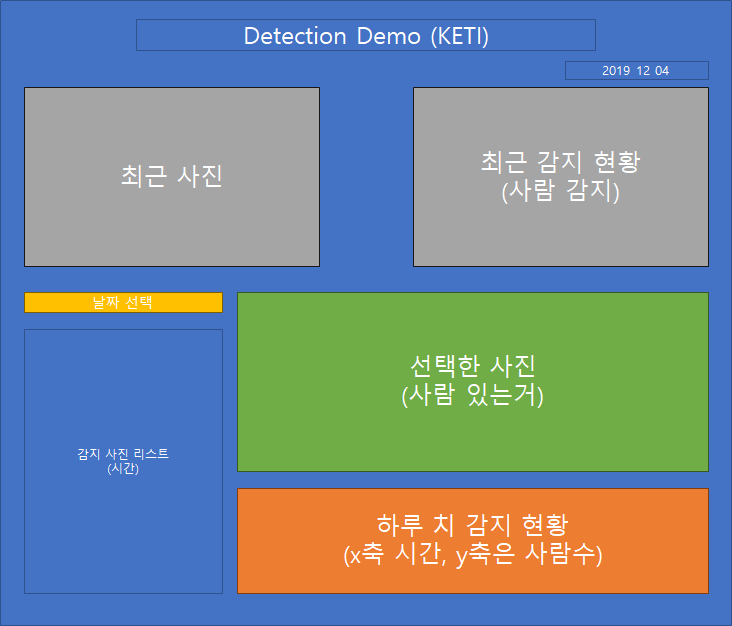 Detection Demo (KETI)
2019 12 04
최근 사진
최근 감지 현황
(사람 감지)
날짜 선택
감지 사진 리스트
(시간)
선택한 사진
(사람 있는거)
하루 치 감지 현황
(x축 시간, y축은 사람수)